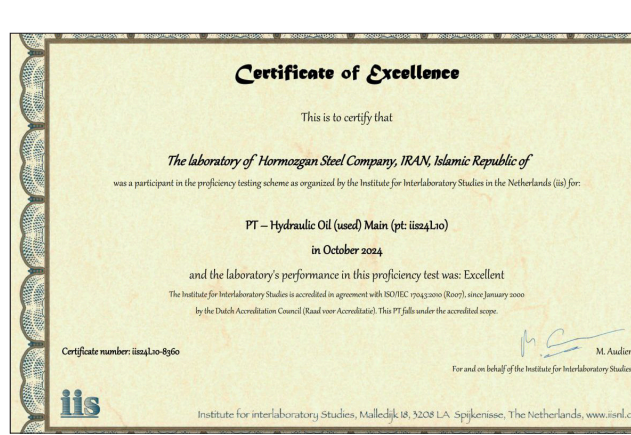 Certificate of Excellence
This is to certify that
The laboratory of Hormozgan Steel Company, IRAN, Islamic Republic of
was a participant in the proficiency testing scheme as organized by the Institute for Interlaboratory Studies in the Netherlands (iis) for:
PT – Hydraulic Oil (used) Main (pt: iis24L10)
in October 2024
and the laboratory's performance in this proficiency test was: Excellent
The Institute for Interlaboratory Studies is accredited in agreement with ISO/IEC 17043:2010 (R007), since January 2000
by the Dutch Accreditation Council (Raad voor Accreditatie). This PT falls under the accredited scope.
Certificate number: iis24L10-8360
M. Audier
For and on behalf of the Institute for Interlaboratory Studies
iis
Institute for interlaboratory Studies, Malledijk 18, 3208 LA Spijkenisse, The Netherlands,